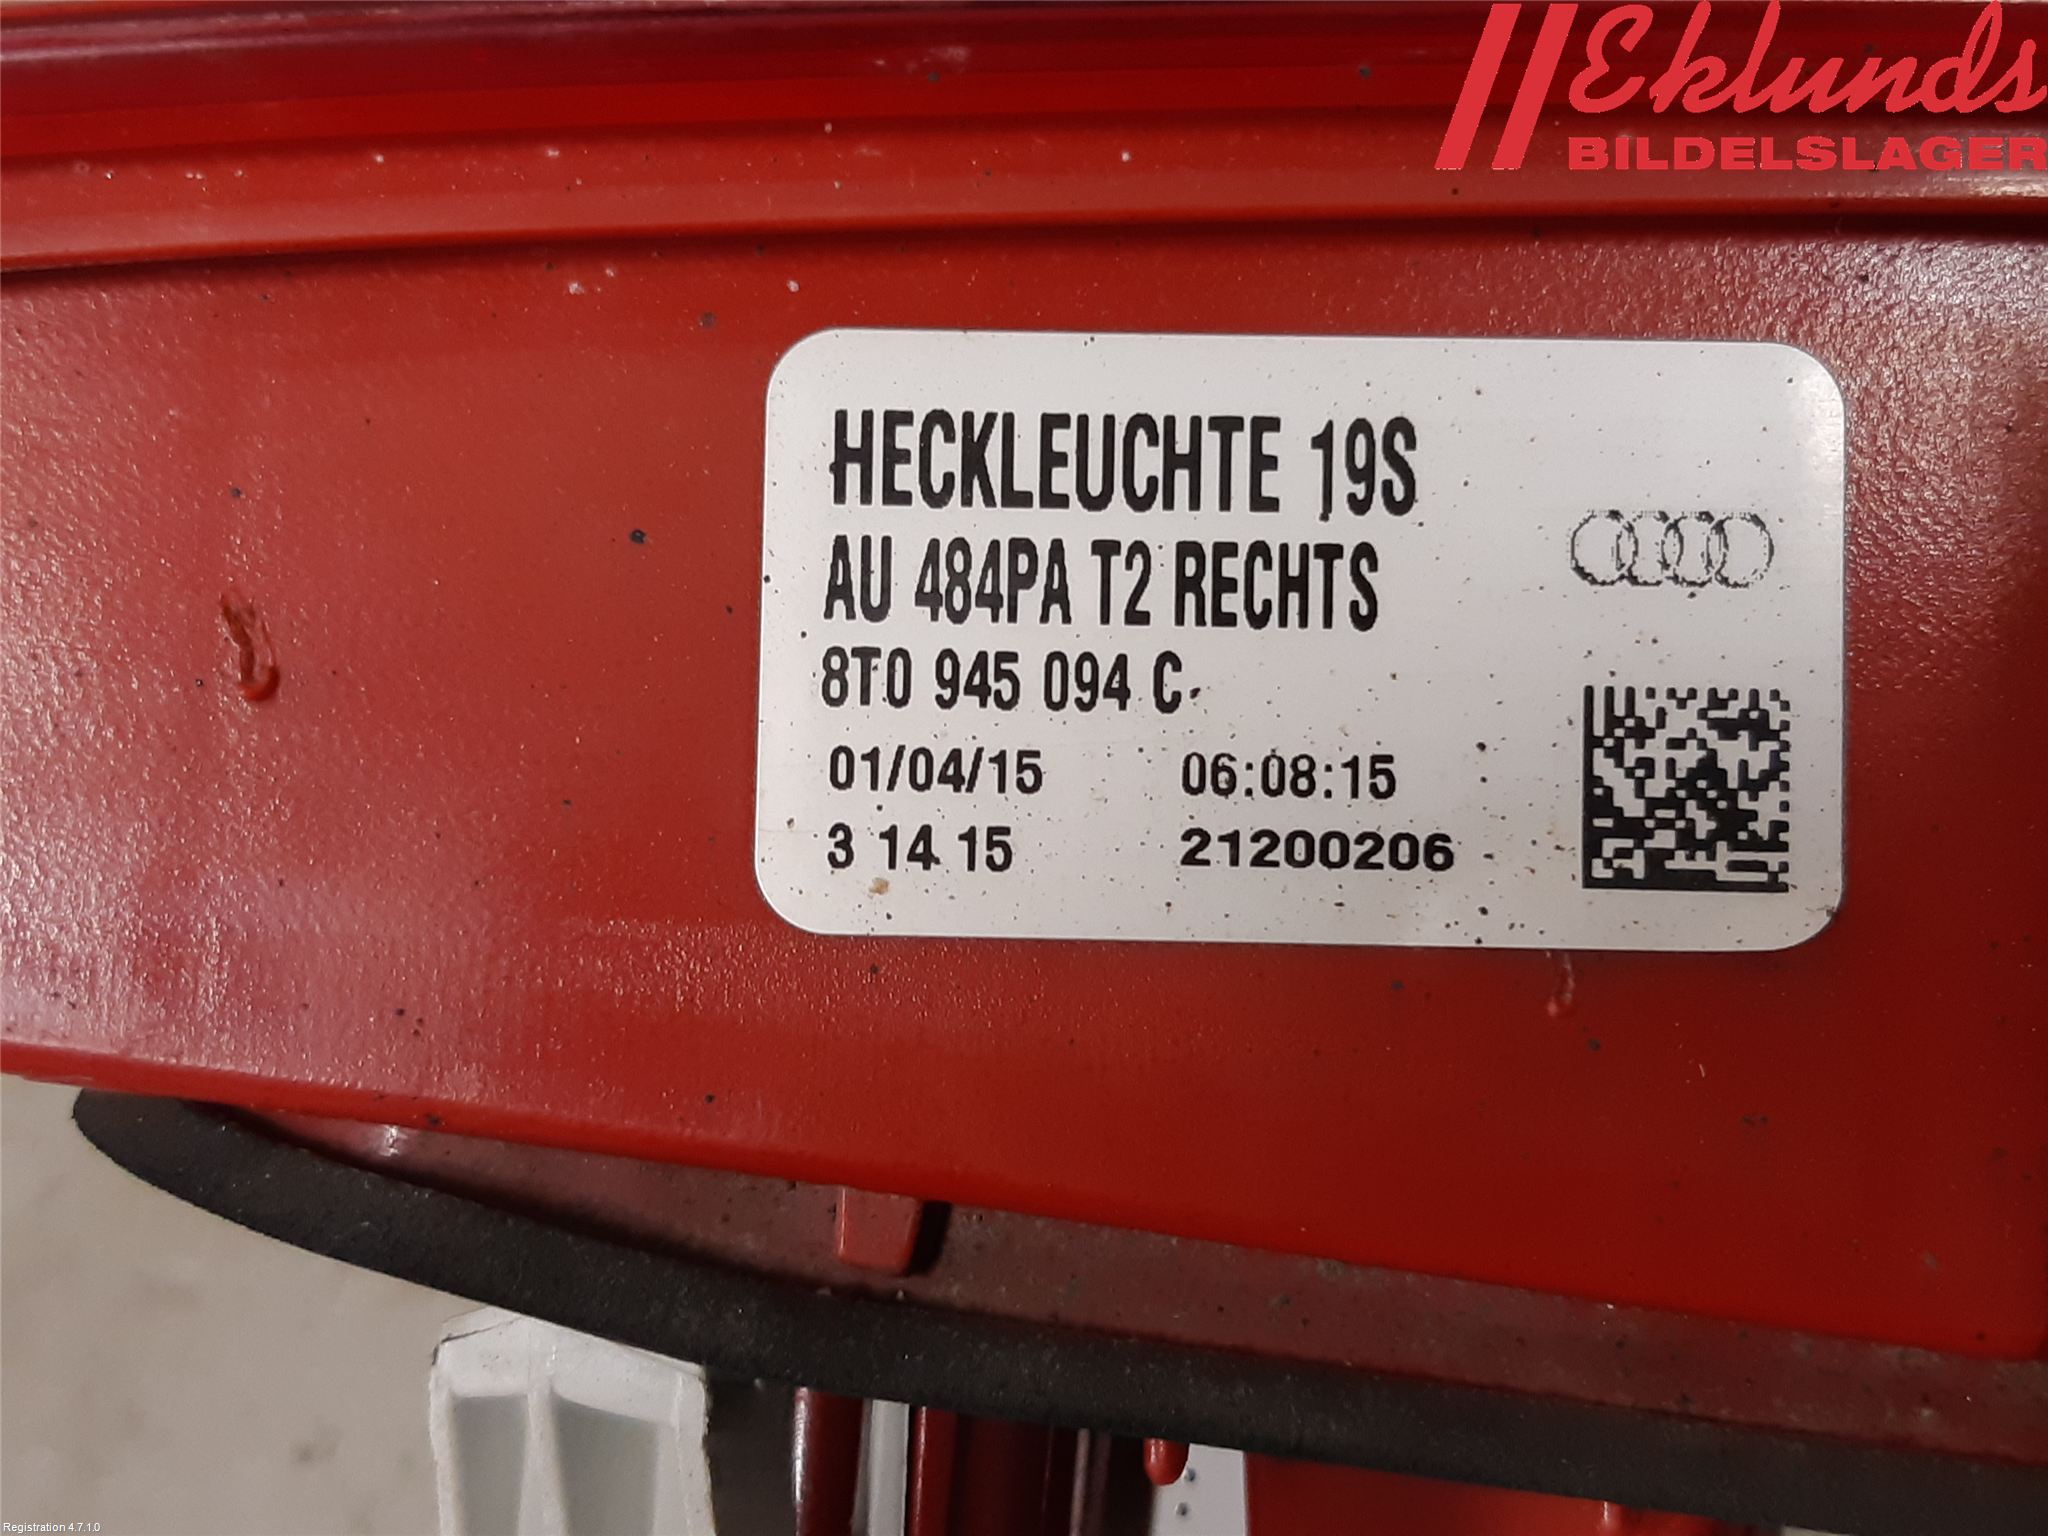 Eklunds
BILDELSLAGER
HECKLEUCHTE 19S
AU 484PA T2 RECHTS
8T0 945 094 C
01/04/15 06:08:15
3 14 15 21200206
Registration 4.7.1.0